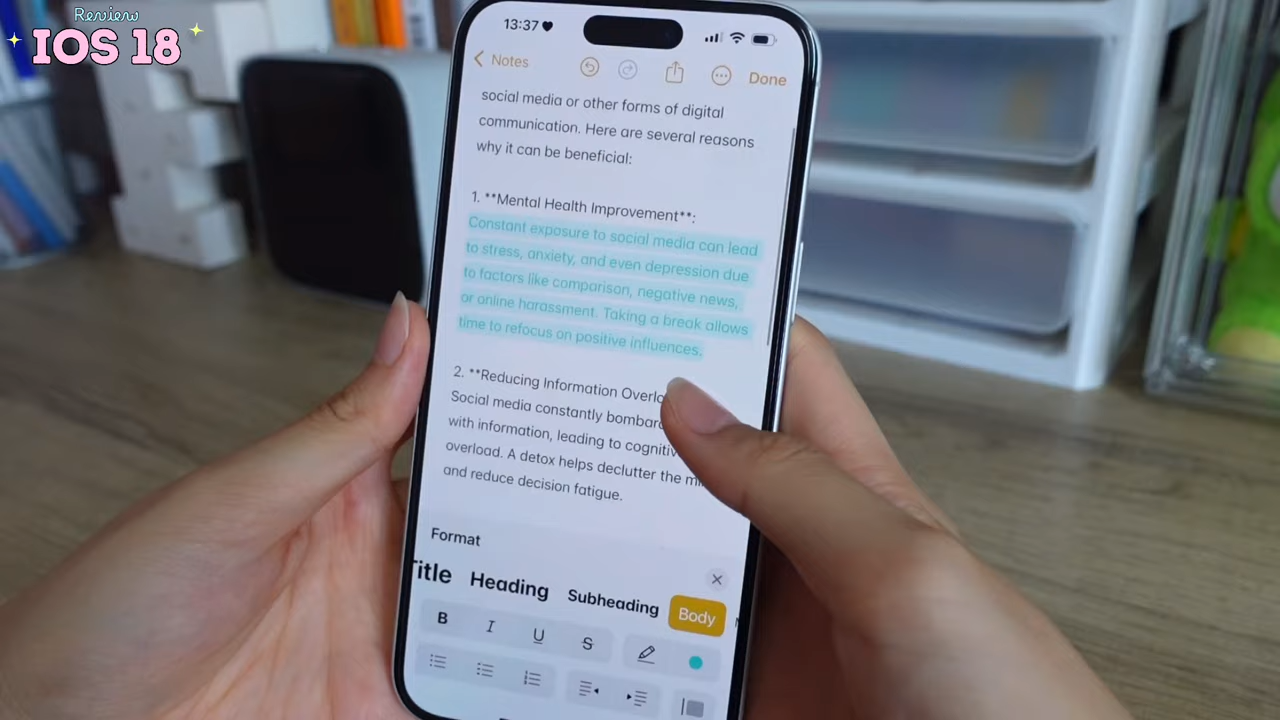 Review
IOS 18
13:37
Notes
Done
social media or other forms of digital
communication. Here are several reasons
why it can be beneficial:
1. **Mental Health Improvement**:
Constant exposure to social media can lead
to stress, anxiety, and even depression due
to factors like comparison, negative news,
or online harassment. Taking a break allows
time to refocus on positive influences.
2. **Reducing Information Overlo
Social media constantly bombar
with information, leading to cognitiv
overload. A detox helps declutter the m
and reduce decision fatigue.
Format
Title Heading Subheading Body
B I U S